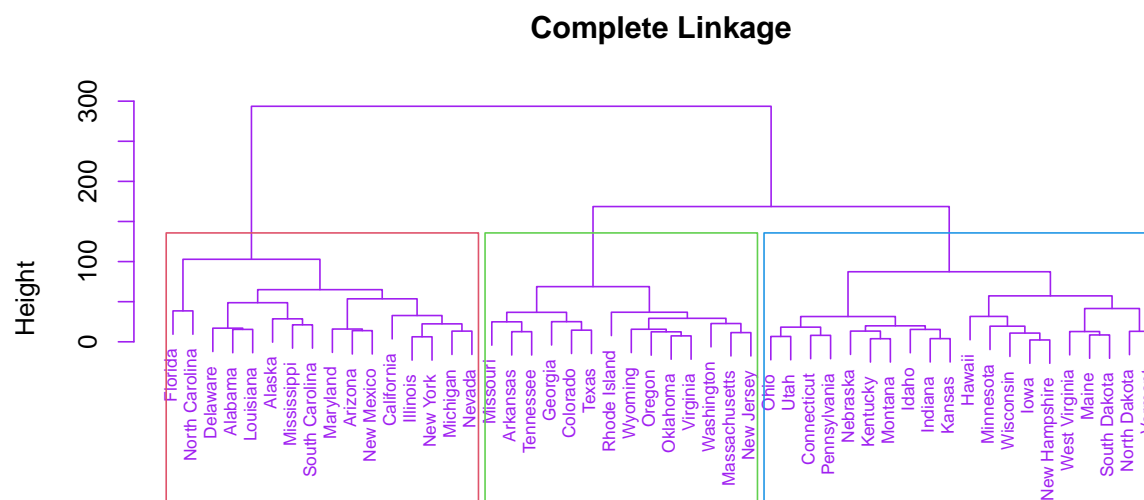 Complete Linkage
Height
0
100
200
300
Florida
North Carolina
Delaware
Alabama
Louisiana
Alaska
Mississippi
South Carolina
Maryland
Arizona
New Mexico
California
Illinois
New York
Michigan
Nevada
Missouri
Arkansas
Tennessee
Georgia
Colorado
Texas
Rhode Island
Wyoming
Oregon
Oklahoma
Virginia
Washington
Massachusetts
New Jersey
Ohio
Utah
Connecticut
Pennsylvania
Nebraska
Kentucky
Montana
Idaho
Indiana
Kansas
Hawaii
Minnesota
Wisconsin
Iowa
New Hampshire
West Virginia
Maine
South Dakota
North Dakota